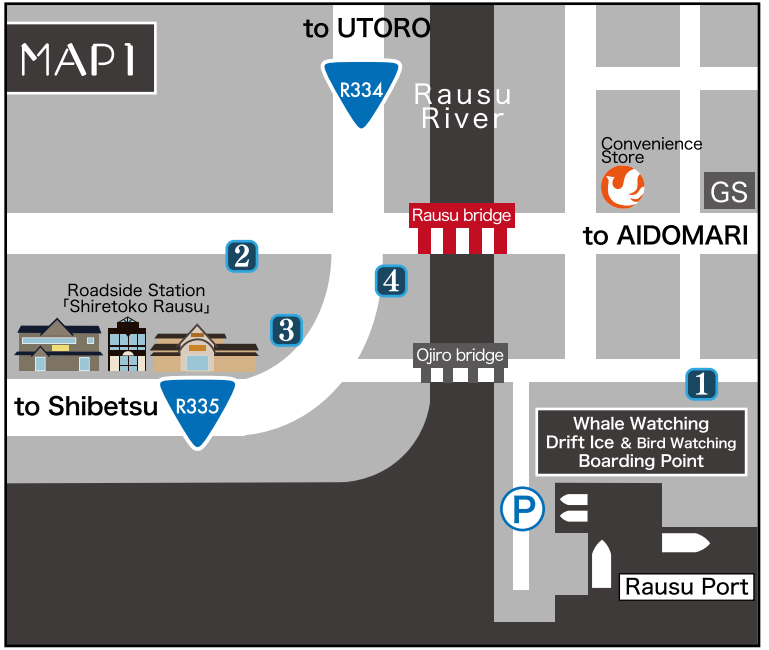 to UTORO
MAP1
R334
Rausu
River
Convenience
Store
GS
Rausu bridge
to AIDOMARI
2
4
Roadside Station
「Shiretoko Rausu」
3
Ojiro bridge
1
to Shibetsu
R335
Whale Watching
Drift Ice & Bird Watching
Boarding Point
P
Rausu Port